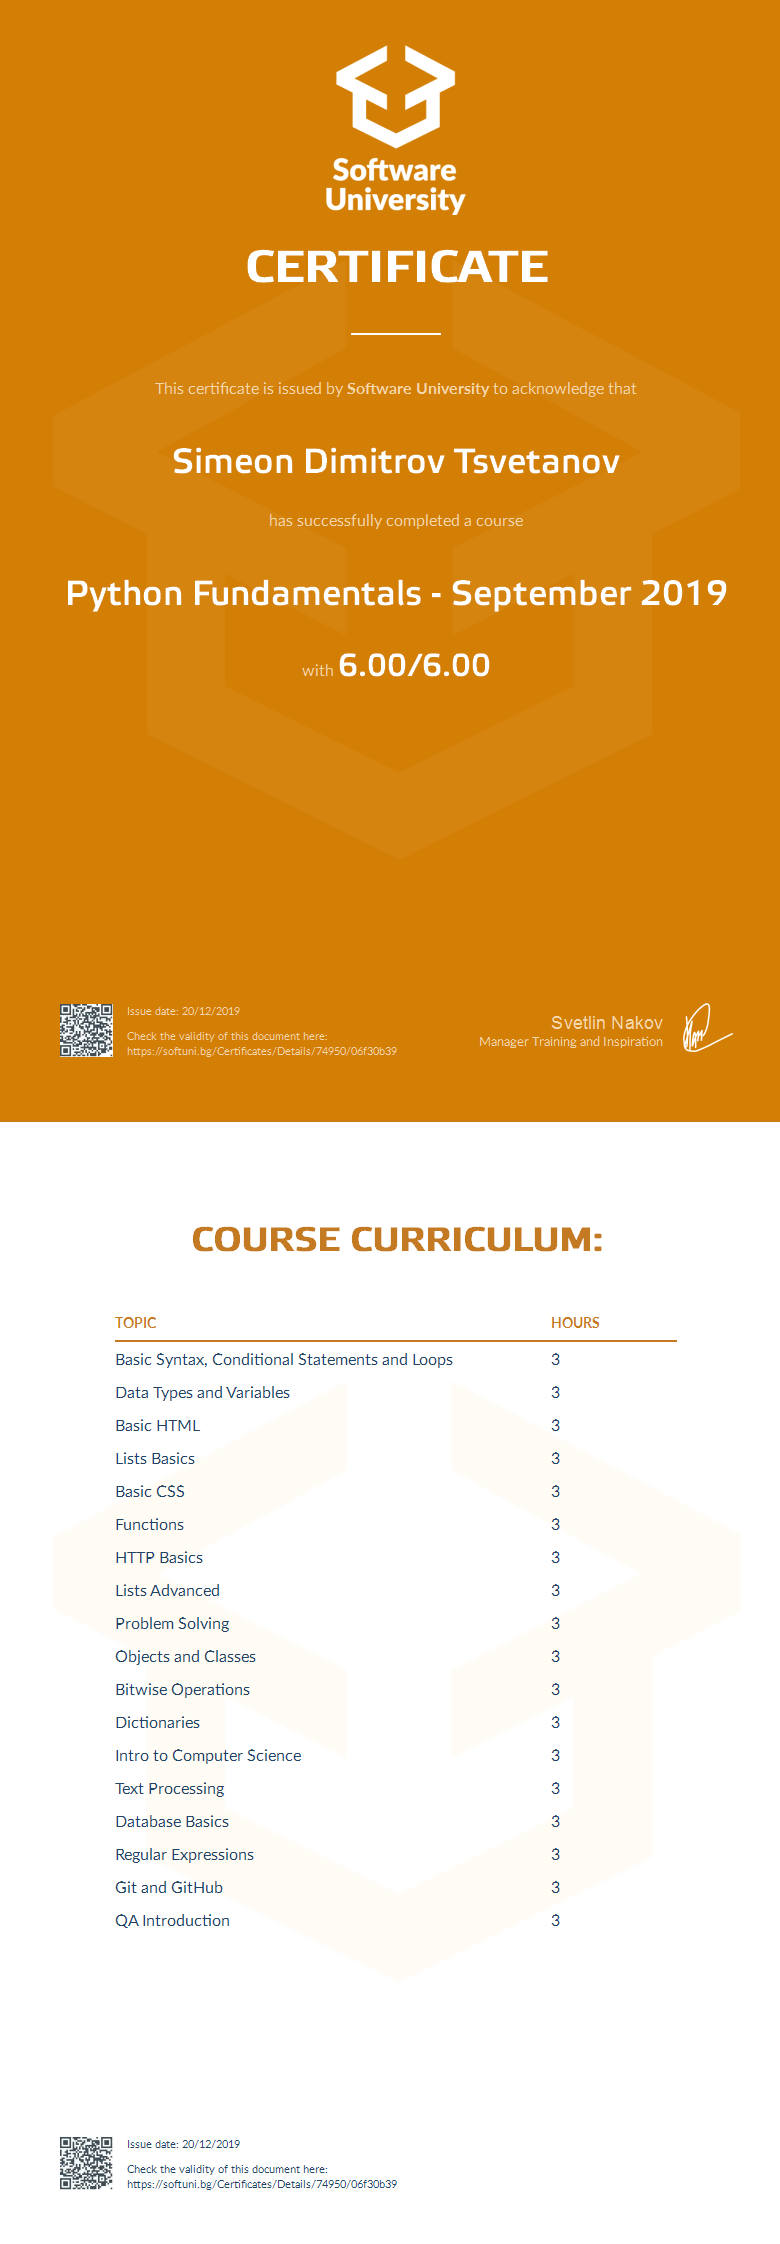 Software
University
CERTIFICATE
This certificate is issued by Software University to acknowledge that
Simeon Dimitrov Tsvetanov
has successfully completed a course
Python Fundamentals - September 2019
with 6.00/6.00
Issue date: 20/12/2019
Check the validity of this document here:
https://softuni.bg/Certificates/Details/74950/06f30b39
Svetlin Nakov
Manager Training and Inspiration
COURSE CURRICULUM:
TOPIC HOURS
Basic Syntax, Conditional Statements and Loops 3
Data Types and Variables 3
Basic HTML 3
Lists Basics 3
Basic CSS 3
Functions 3
HTTP Basics 3
Lists Advanced 3
Problem Solving 3
Objects and Classes 3
Bitwise Operations 3
Dictionaries 3
Intro to Computer Science 3
Text Processing 3
Database Basics 3
Regular Expressions 3
Git and GitHub 3
QA Introduction 3
Issue date: 20/12/2019
Check the validity of this document here:
https://softuni.bg/Certificates/Details/74950/06f30b39